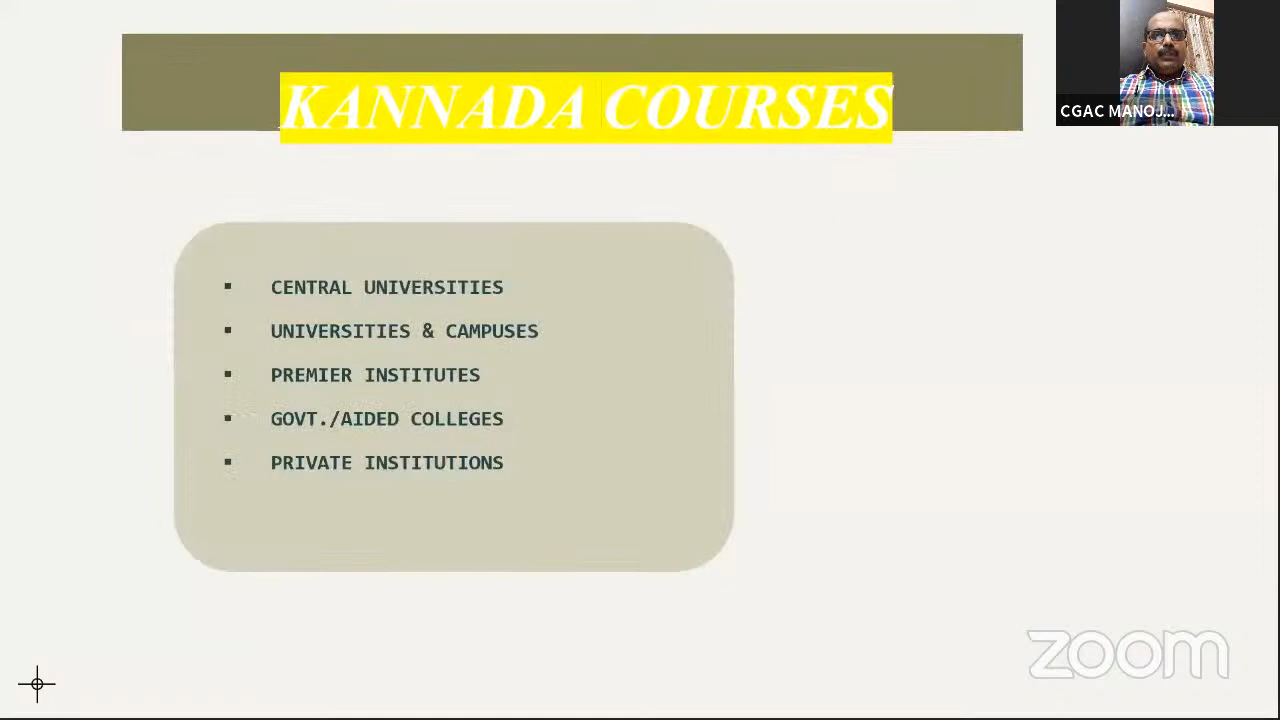 KANNADA COURSES
CGAC MANOJ...
▪ CENTRAL UNIVERSITIES
▪ UNIVERSITIES & CAMPUSES
▪ PREMIER INSTITUTES
▪ GOVT./AIDED COLLEGES
▪ PRIVATE INSTITUTIONS
zoom